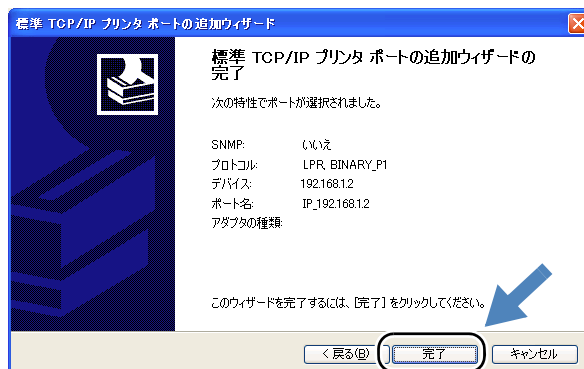 標準 TCP/IP プリンタ ポートの追加ウィザード
標準 TCP/IP プリンタ ポートの追加ウィザードの
完了
次の特性でポートが選択されました。
SNMP: いいえ
プロトコル: LPR, BINARY_P1
デバイス: 192.168.1.2
ポート名: IP_192.168.1.2
アダプタの種類:
このウィザードを完了するには、[完了] をクリックしてください。
< 戻る(B) 完了 キャンセル